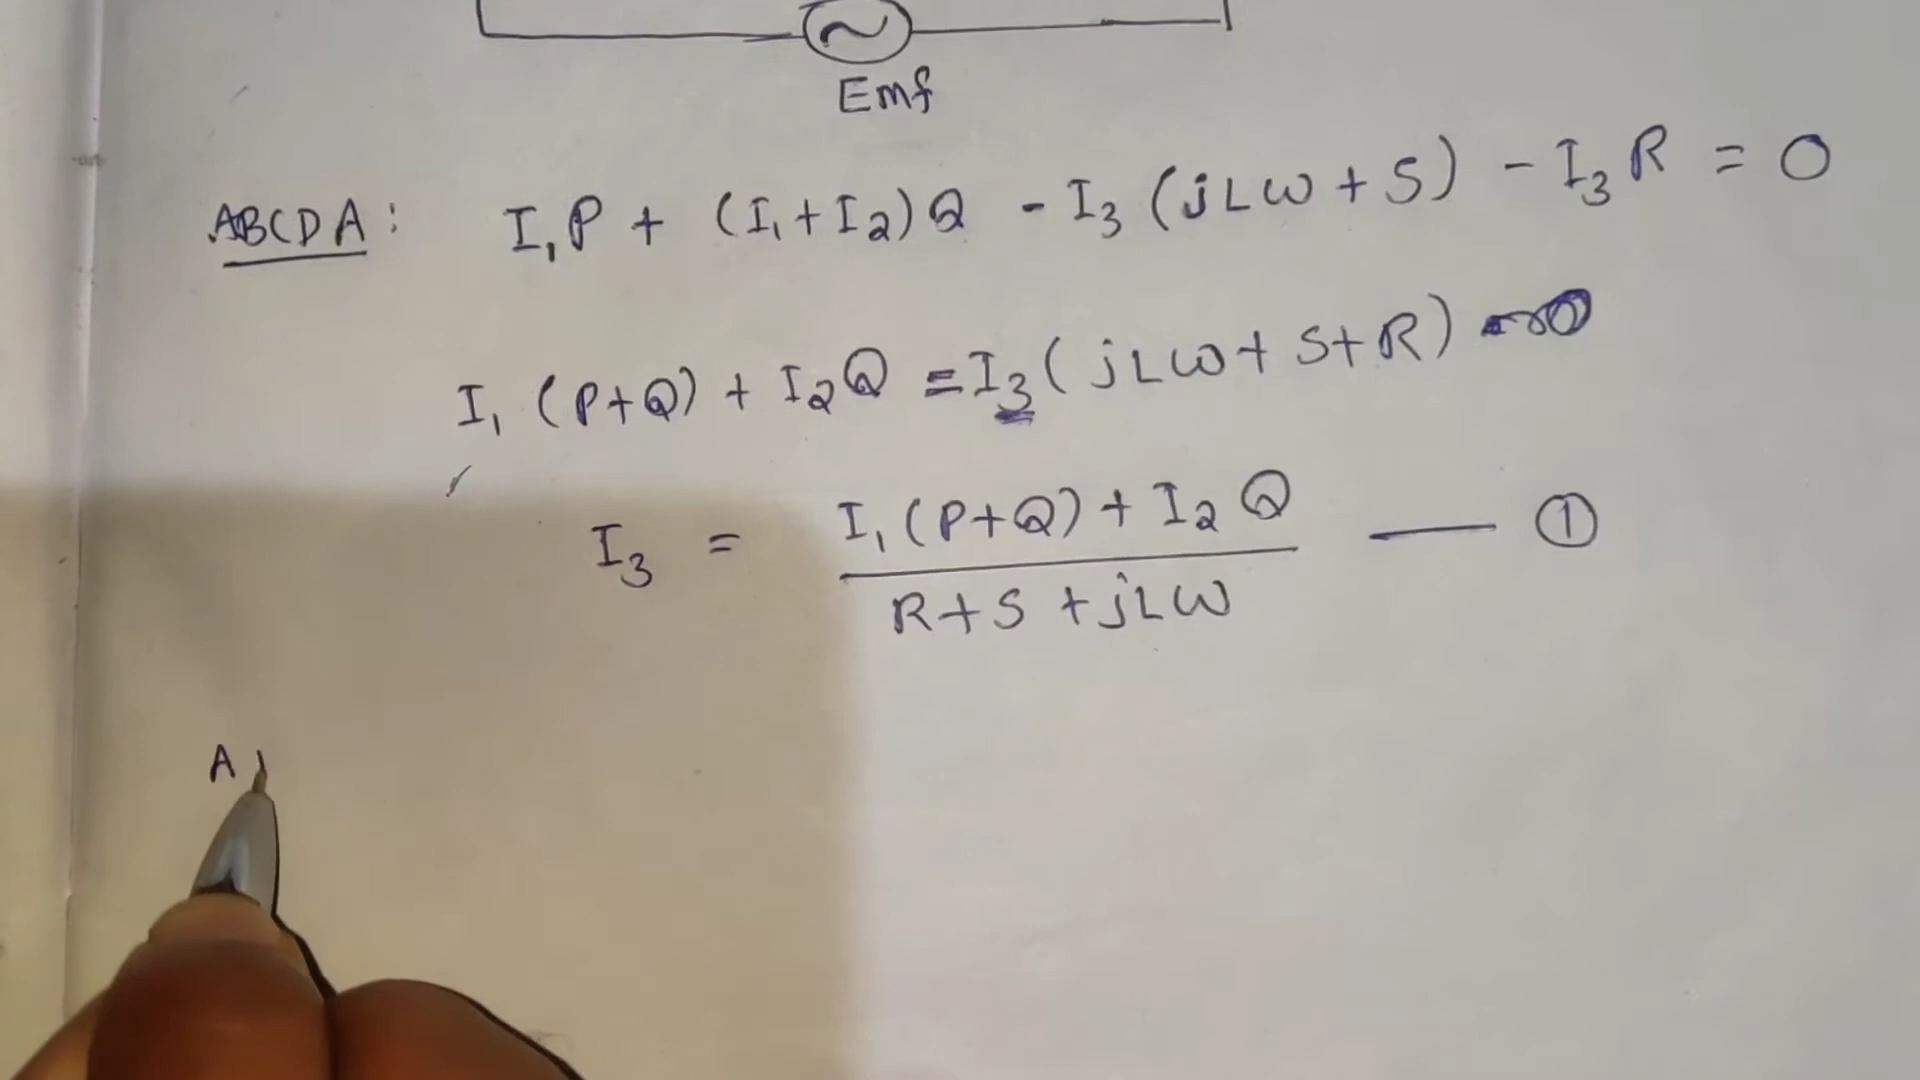 Emf
ABCDA : I₁P + (I₁+I₂)Q - I₃(jLω+S) - I₃R = 0
I₁(P+Q) + I₂Q = I₃(jLω+S+R)
I₃ = I₁(P+Q)+I₂Q / R+S+jLω —— ①
A